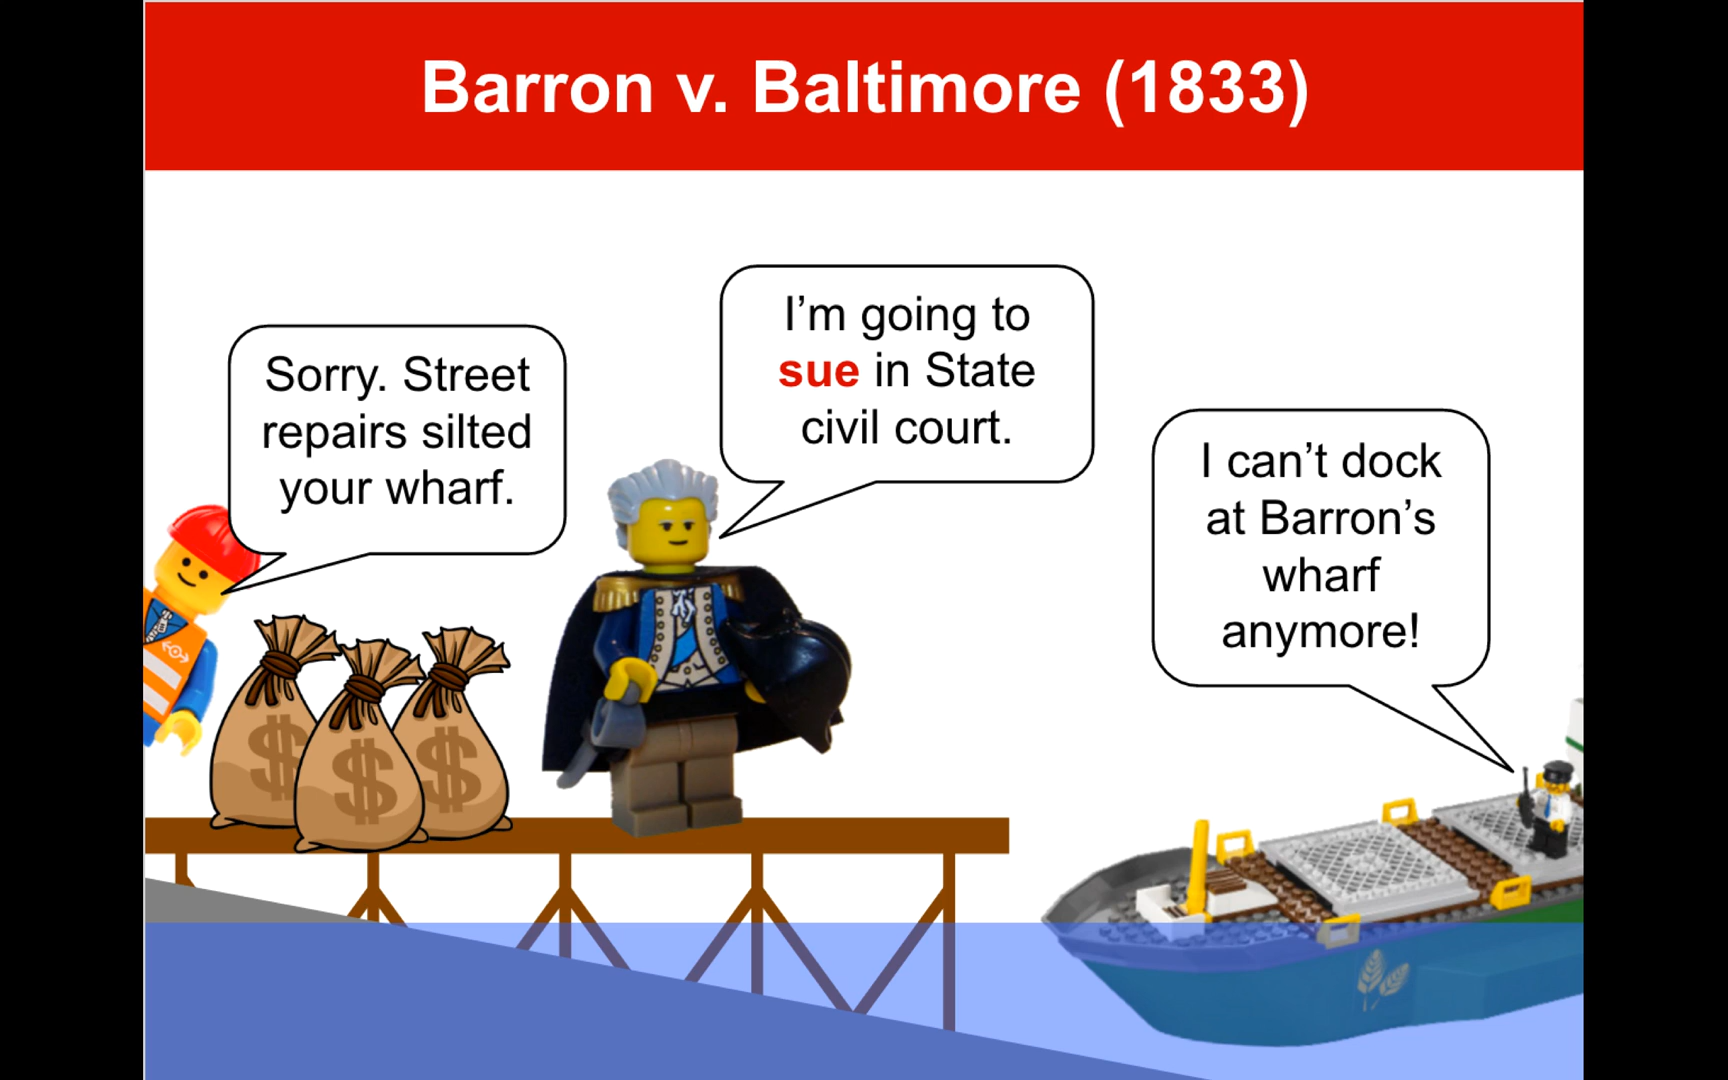 Barron v. Baltimore (1833)
Sorry. Street
repairs silted
your wharf.
I’m going to
sue in State
civil court.
I can’t dock
at Barron’s
wharf
anymore!
$
$
$